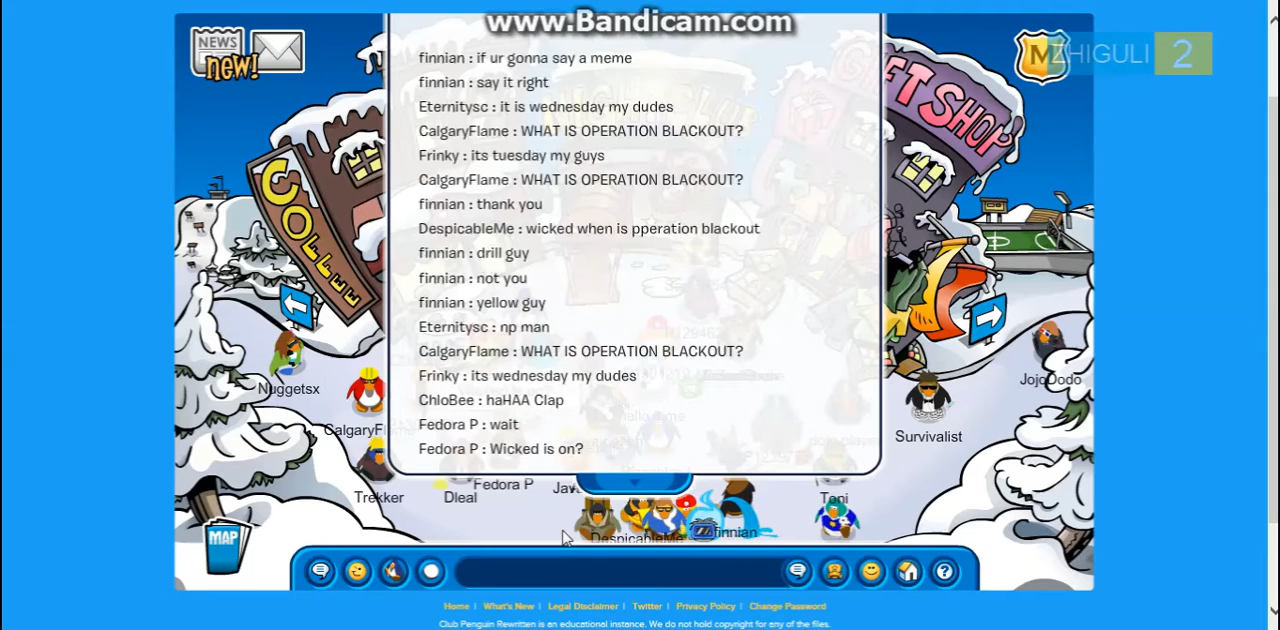 www.Bandicam.com
NEWS
new!
M
ZHIGULI 2
finnian : if ur gonna say a meme
finnian : say it right
Eternitysc : it is wednesday my dudes
CalgaryFlame : WHAT IS OPERATION BLACKOUT?
Frinky : its tuesday my guys
CalgaryFlame : WHAT IS OPERATION BLACKOUT?
finnian : thank you
DespicableMe : wicked when is pperation blackout
finnian : drill guy
finnian : not you
finnian : yellow guy
Eternitysc : np man
CalgaryFlame : WHAT IS OPERATION BLACKOUT?
Frinky : its wednesday my dudes
ChloBee : haHAA Clap
Fedora P : wait
Fedora P : Wicked is on?
COFFEE
GIFT SHOP
Nuggetsx
JojoDodo
CalgaryFl
Survivalist
Trekker
Dleal
Fedora P
Toni
DespicableMe
finnian
MAP
Home | What's New | Legal Disclaimer | Twitter | Privacy Policy | Change Password
Club Penguin Rewritten is an educational instance. We do not hold copyright for any of the files.